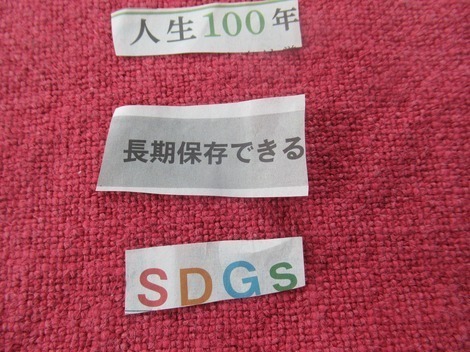 人生100年
長期保存できる
SDGs